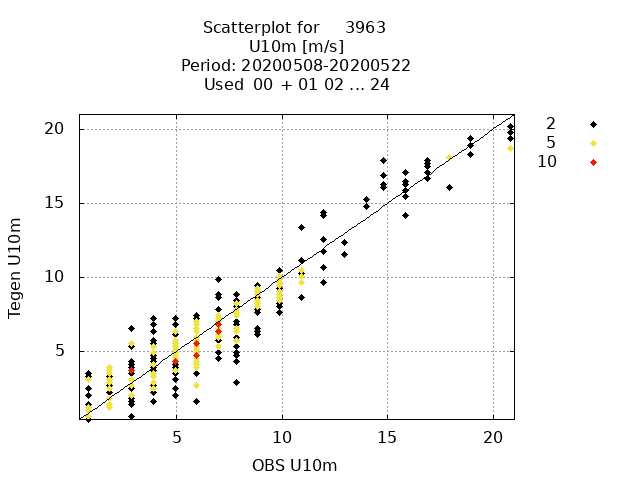 Scatterplot for 3963
U10m [m/s]
Period: 20200508-20200522
Used 00 + 01 02 ... 24
2
5
10
20
15
10
5
Tegen U10m
5 10 15 20
OBS U10m